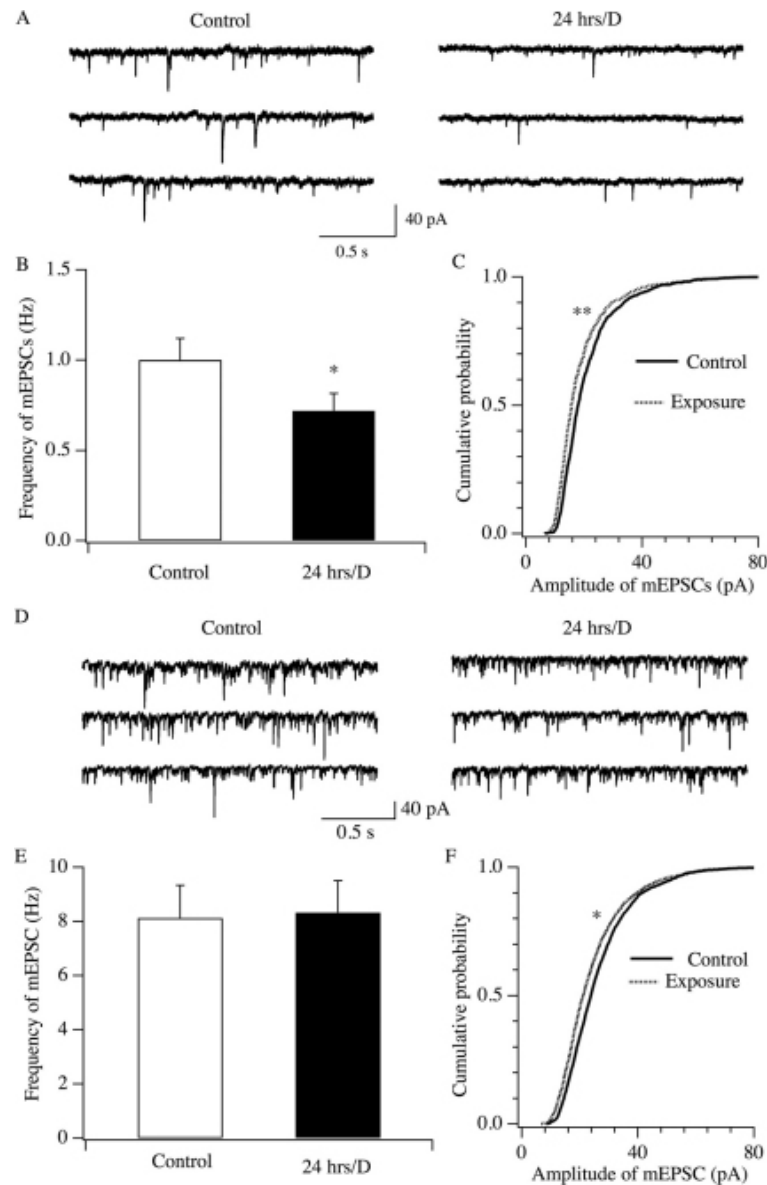 A
Control
24 hrs/D
40 pA
0.5 s
B
Frequency of mEPSCs (Hz)
1.5
1.0
0.5
0.0
*
Control
24 hrs/D
C
Cumulative probability
1.0
0.5
0.0
**
Control
Exposure
0
40
80
Amplitude of mEPSCs (pA)
D
Control
24 hrs/D
40 pA
0.5 s
E
Frequency of mEPSC (Hz)
10
8
6
4
2
0
Control
24 hrs/D
F
Cumulative probability
1.0
0.5
0.0
*
Control
Exposure
0
40
80
Amplitude of mEPSC (pA)